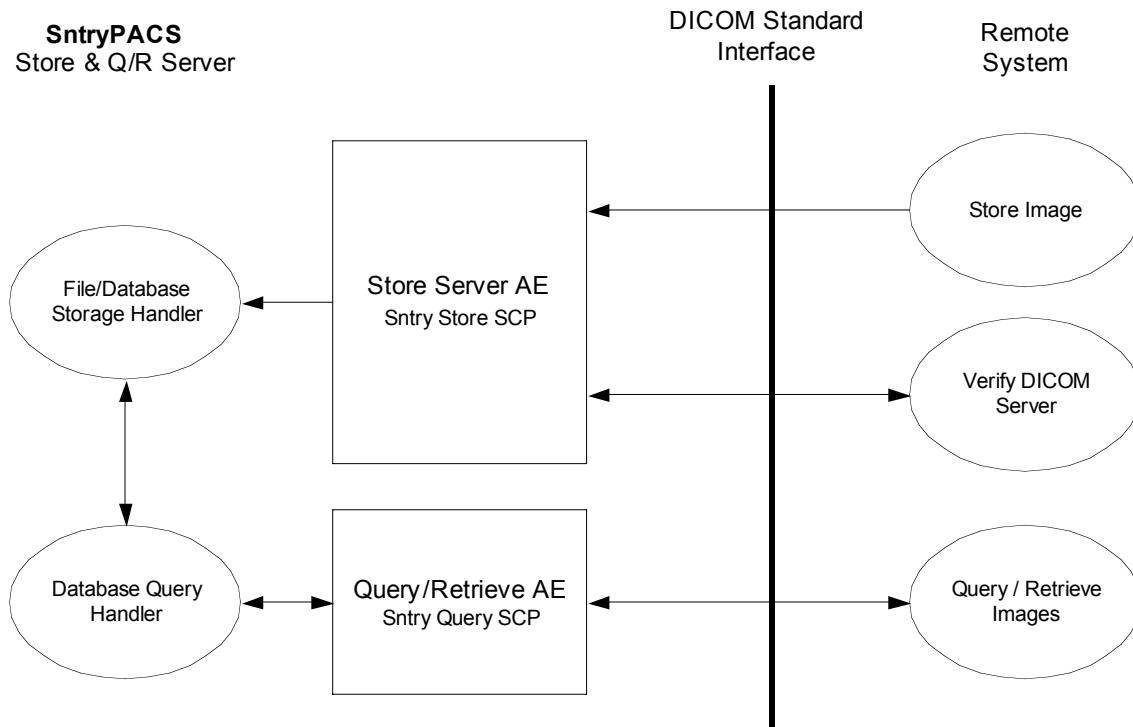 SntryPACS
Store & Q/R Server
DICOM Standard
Interface
Remote
System
Store Image
File/Database
Storage Handler
Store Server AE
Sntry Store SCP
Verify DICOM
Server
Database Query
Handler
Query/Retrieve AE
Sntry Query SCP
Query / Retrieve
Images